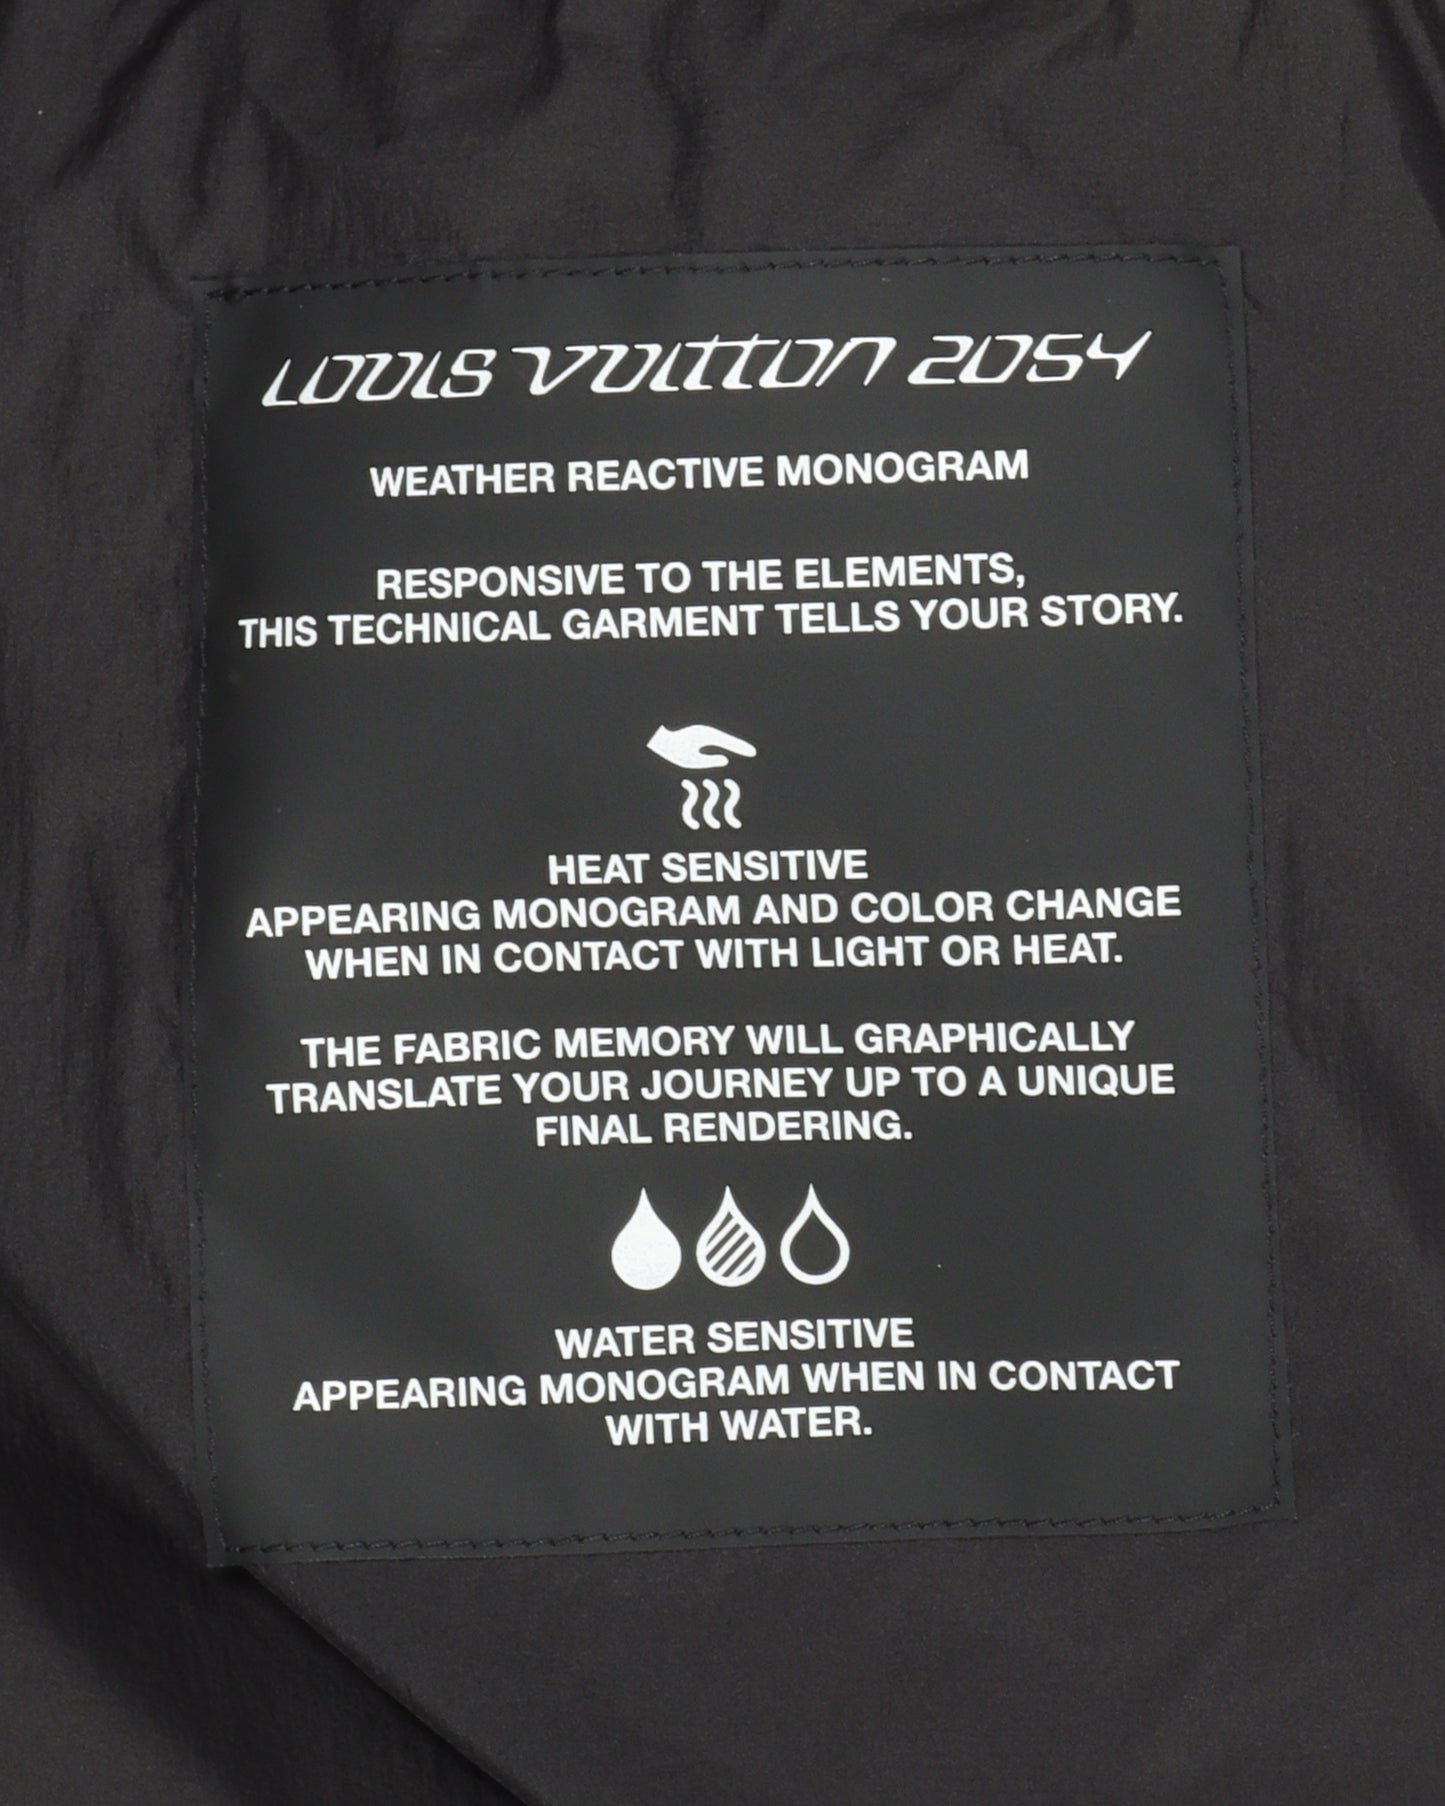 LOUIS VUITTON 2054
WEATHER REACTIVE MONOGRAM
RESPONSIVE TO THE ELEMENTS,
THIS TECHNICAL GARMENT TELLS YOUR STORY.
HEAT SENSITIVE
APPEARING MONOGRAM AND COLOR CHANGE
WHEN IN CONTACT WITH LIGHT OR HEAT.
THE FABRIC MEMORY WILL GRAPHICALLY
TRANSLATE YOUR JOURNEY UP TO A UNIQUE
FINAL RENDERING.
WATER SENSITIVE
APPEARING MONOGRAM WHEN IN CONTACT
WITH WATER.